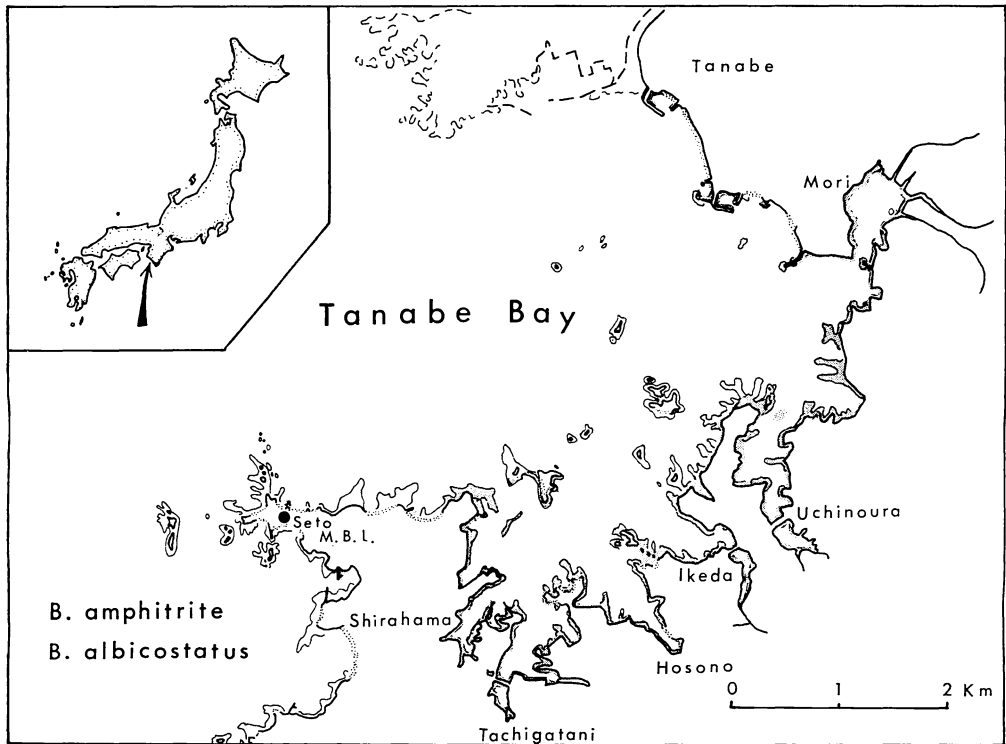 Tanabe
Mori
Tanabe Bay
Uchinoura
Seto
M.B.L.
Ikeda
B. amphitrite
Shirahama
B. albicostatus
Hosono
0 1 2 Km
Tachigatani